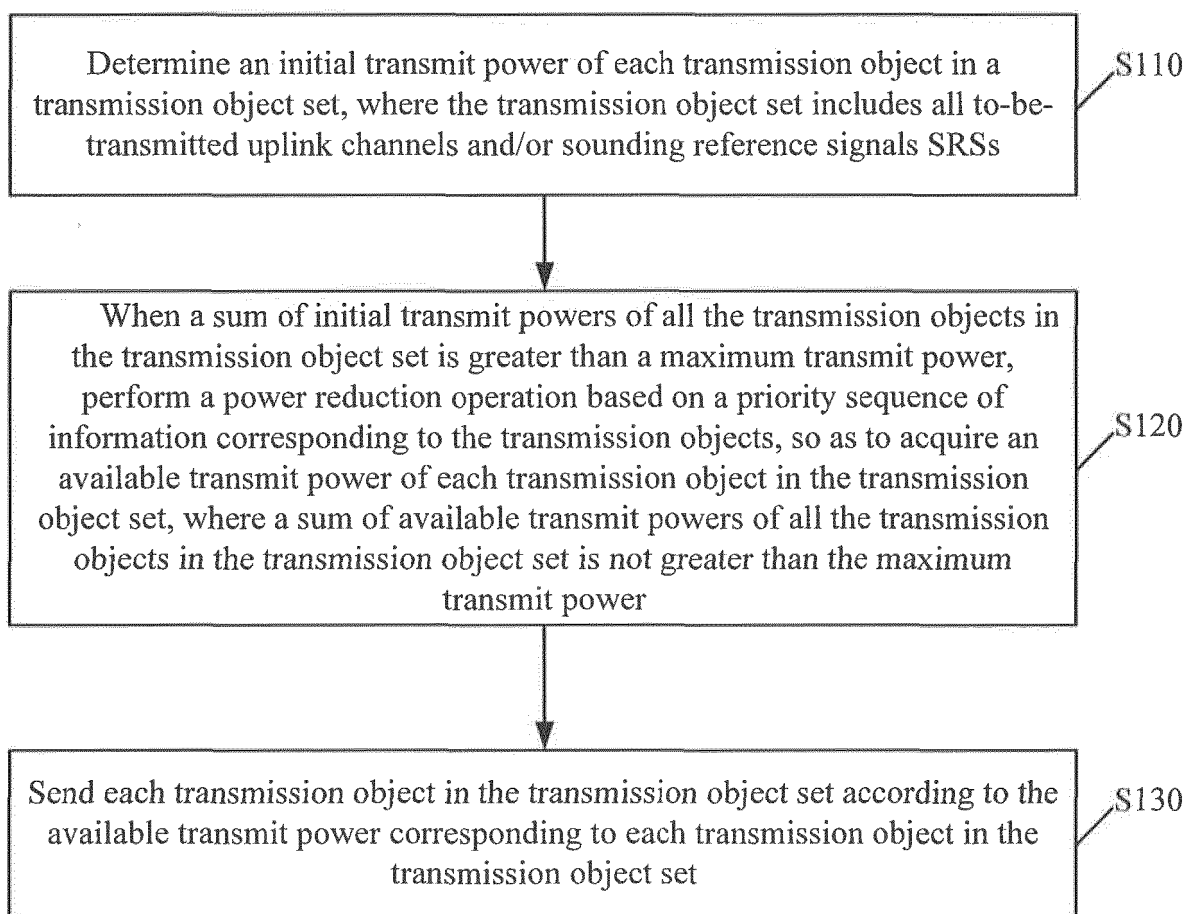 Determine an initial transmit power of each transmission object in a
transmission object set, where the transmission object set includes all to-be-
transmitted uplink channels and/or sounding reference signals SRSs
S110
When a sum of initial transmit powers of all the transmission objects in
the transmission object set is greater than a maximum transmit power,
perform a power reduction operation based on a priority sequence of
information corresponding to the transmission objects, so as to acquire an
available transmit power of each transmission object in the transmission
object set, where a sum of available transmit powers of all the transmission
objects in the transmission object set is not greater than the maximum
transmit power
S120
Send each transmission object in the transmission object set according to the
available transmit power corresponding to each transmission object in the
transmission object set
S130